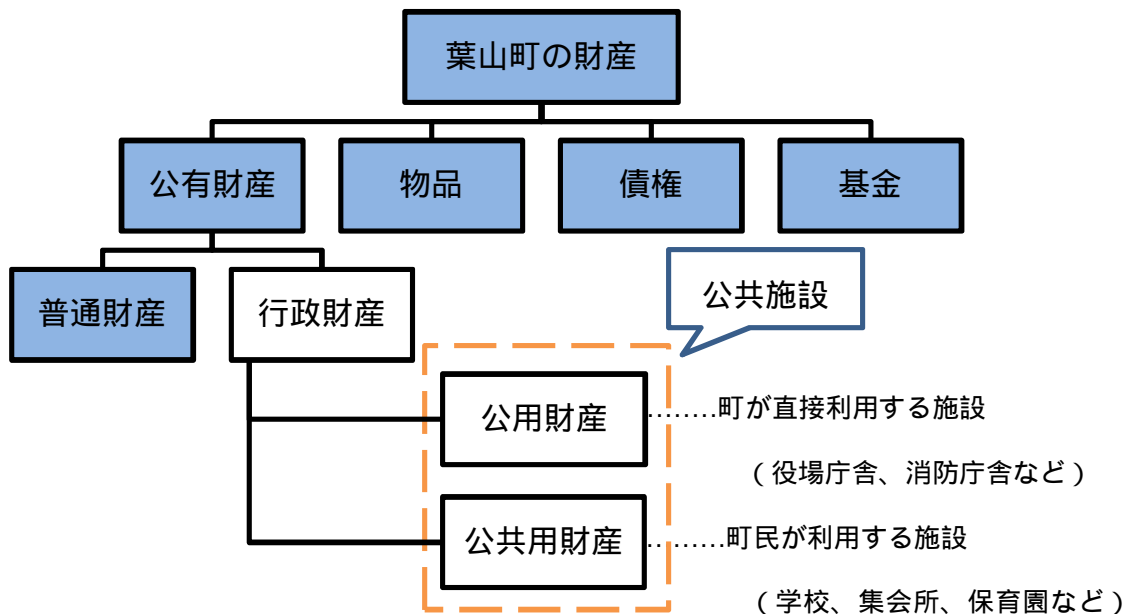 葉山町の財産
公有財産
物品
債権
基金
普通財産
行政財産
公共施設
公用財産
........町が直接利用する施設
（役場庁舎、消防庁舎など）
公共用財産
.........町民が利用する施設
（学校、集会所、保育園など）